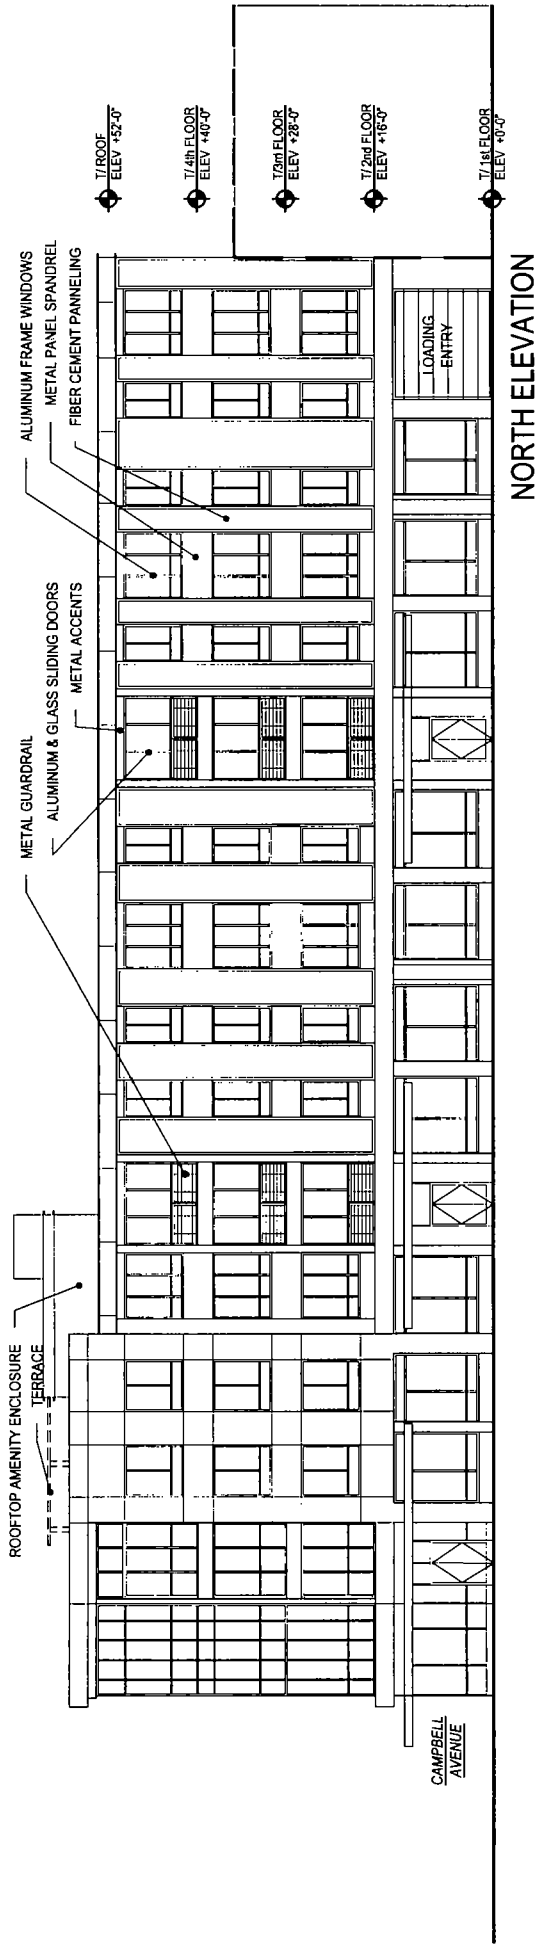 ROOFTOP AMENITY ENCLOSURE
TERRACE
METAL GUARDRAIL
ALUMINUM & GLASS SLIDING DOORS
METAL ACCENTS
ALUMINUM FRAME WINDOWS
METAL PANEL SPANDREL
FIBER CEMENT PANNELING
T/ ROOF
ELEV +52'-0"
T/ 4th FLOOR
ELEV +40'-0"
T/3rd FLOOR
ELEV +28'-0"
T/ 2nd FLOOR
ELEV +16'-0"
T/ 1st FLOOR
ELEV +0'-0"
CAMPBELL
AVENUE
LOADING
ENTRY
NORTH ELEVATION